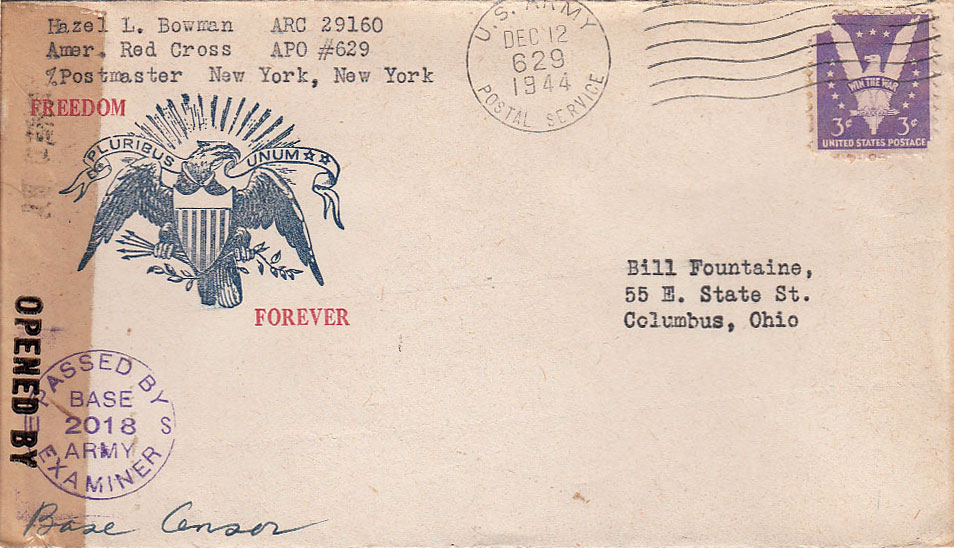 Hazel L. Bowman ARC 29160
Amer. Red Cross APO #629
%Postmaster New York, New York
U.S. ARMY
DEC 12
629
1944
POSTAL SERVICE
WIN THE WAR
3¢ 3¢
UNITED STATES POSTAGE
FREEDOM
E PLURIBUS UNUM
FOREVER
Bill Fountaine,
55 E. State St.
Columbus, Ohio
OPENED BY
PASSED BY
BASE
2018 S
ARMY
EXAMINER
Base Censor